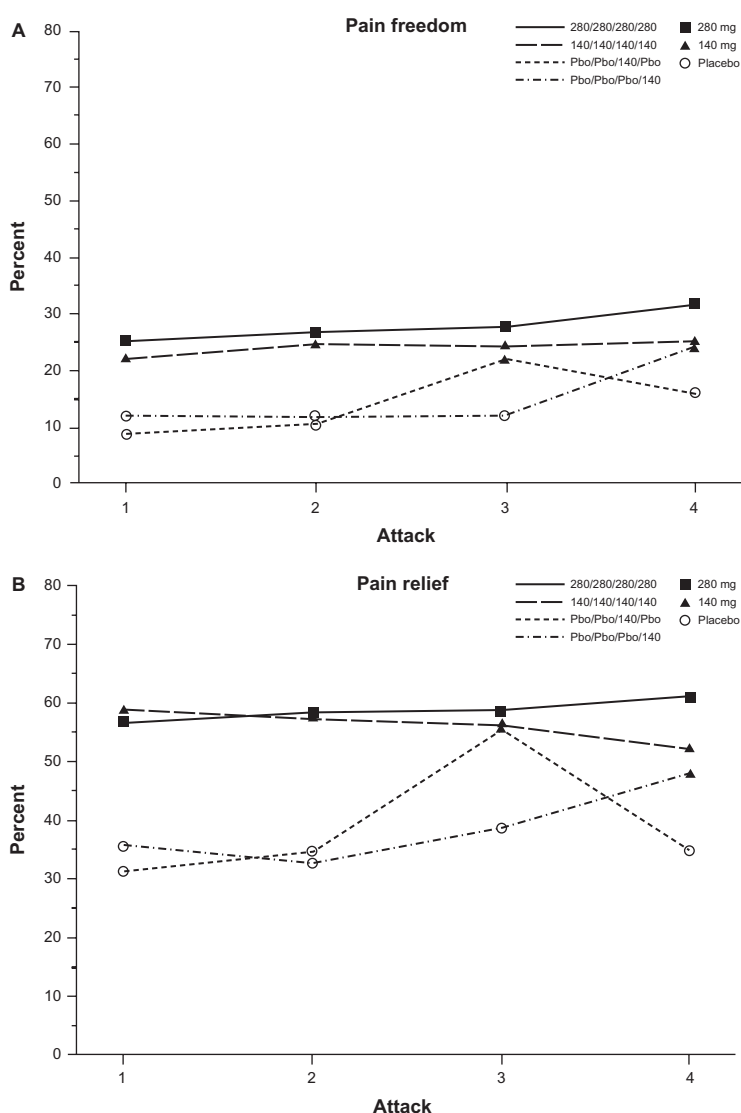 A
Pain freedom
280/280/280/280
280 mg
140/140/140/140
140 mg
Pbo/Pbo/140/Pbo
Placebo
Pbo/Pbo/Pbo/140
80
70
60
50
40
30
20
10
0
Percent
1 2 3 4
Attack
B
Pain relief
280/280/280/280
280 mg
140/140/140/140
140 mg
Pbo/Pbo/140/Pbo
Placebo
Pbo/Pbo/Pbo/140
80
70
60
50
40
30
20
10
0
Percent
1 2 3 4
Attack